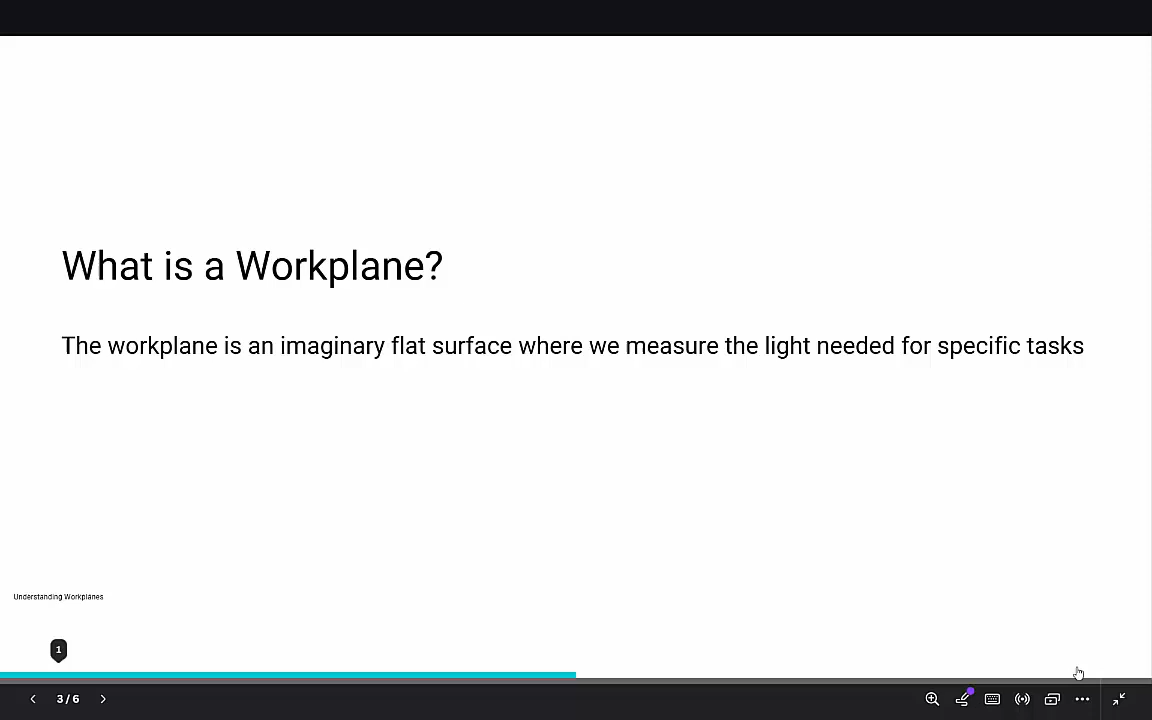 What is a Workplane?
The workplane is an imaginary flat surface where we measure the light needed for specific tasks
Understanding Workplanes
1
3 / 6